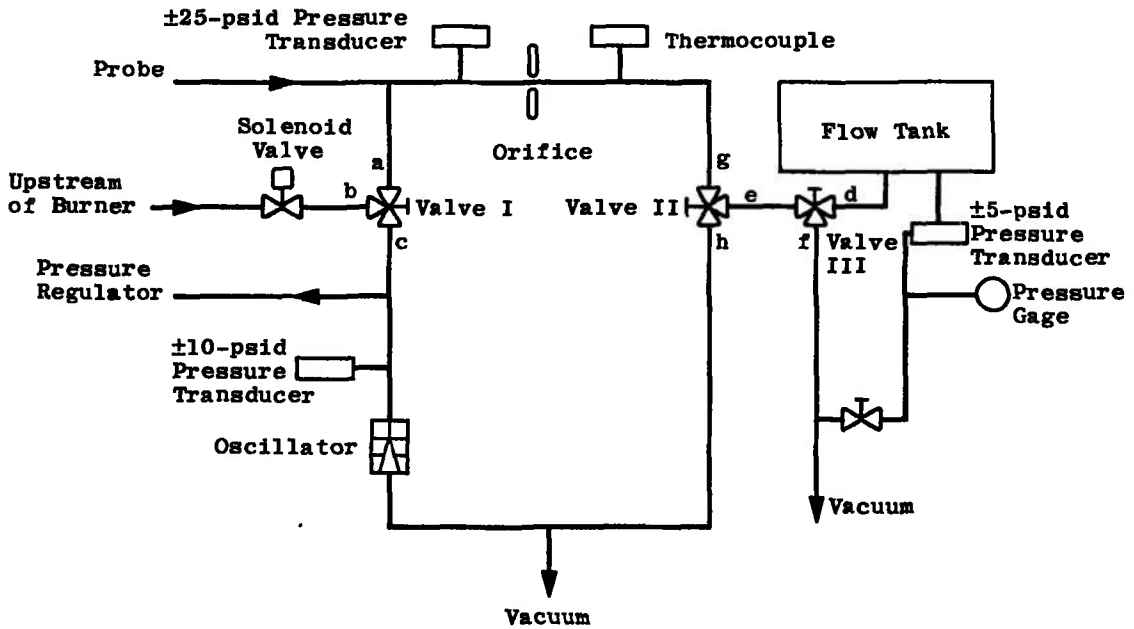 ±25-psid Pressure
Transducer
Thermocouple
Probe
Flow Tank
Solenoid
Valve
Orifice
a
g
Upstream
of Burner
b
Valve I
Valve II
e
d
c
h
f
Valve
III
±5-psid
Pressure
Transducer
Pressure
Regulator
Pressure
Gage
±10-psid
Pressure
Transducer
Oscillator
Vacuum
Vacuum